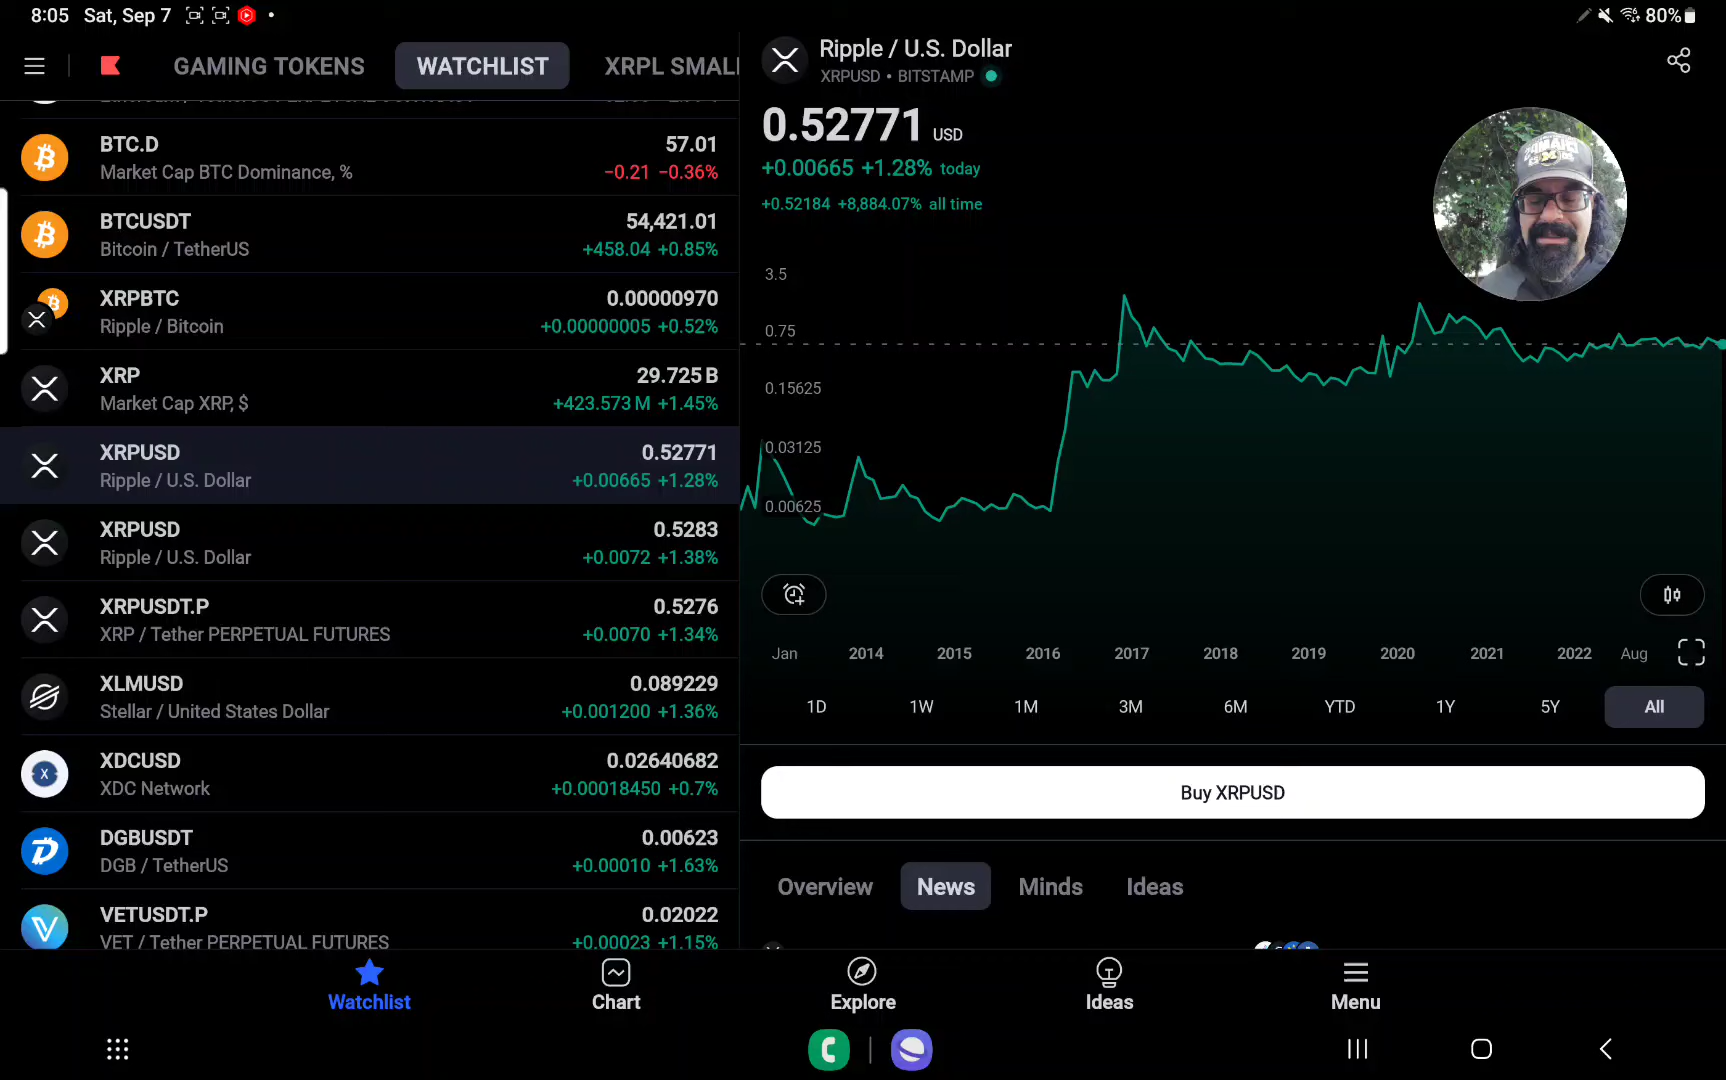 8:05 Sat, Sep 7
80%
GAMING TOKENS
WATCHLIST
XRPL SMALL
BTC.D
57.01
Market Cap BTC Dominance, %
−0.21 −0.36%
BTCUSDT
54,421.01
Bitcoin / TetherUS
+458.04 +0.85%
XRPBTC
0.00000970
Ripple / Bitcoin
+0.00000005 +0.52%
XRP
29.725 B
Market Cap XRP, $
+423.573 M +1.45%
XRPUSD
0.52771
Ripple / U.S. Dollar
+0.00665 +1.28%
XRPUSD
0.5283
Ripple / U.S. Dollar
+0.0072 +1.38%
XRPUSDT.P
0.5276
XRP / Tether PERPETUAL FUTURES
+0.0070 +1.34%
XLMUSD
0.089229
Stellar / United States Dollar
+0.001200 +1.36%
XDCUSD
0.02640682
XDC Network
+0.00018450 +0.7%
DGBUSDT
0.00623
DGB / TetherUS
+0.00010 +1.63%
VETUSDT.P
0.02022
VET / Tether PERPETUAL FUTURES
+0.00023 +1.15%
Ripple / U.S. Dollar
XRPUSD • BITSTAMP
0.52771 USD
+0.00665 +1.28% today
+0.52184 +8,884.07% all time
3.5
0.75
0.15625
0.03125
0.00625
Jan 2014 2015 2016 2017 2018 2019 2020 2021 2022 Aug
1D 1W 1M 3M 6M YTD 1Y 5Y All
Buy XRPUSD
Overview News Minds Ideas
Watchlist Chart Explore Ideas Menu